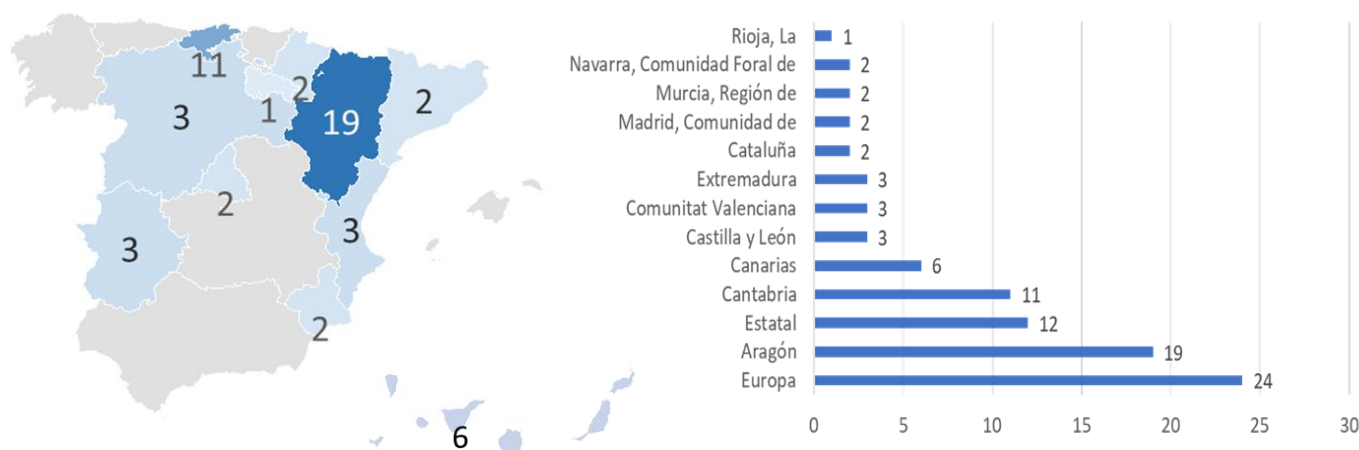 11
2
3
1
19
2
2
3
3
2
6
Rioja, La 1
Navarra, Comunidad Foral de 2
Murcia, Región de 2
Madrid, Comunidad de 2
Cataluña 2
Extremadura 3
Comunitat Valenciana 3
Castilla y León 3
Canarias 6
Cantabria 11
Estatal 12
Aragón 19
Europa 24
0 5 10 15 20 25 30